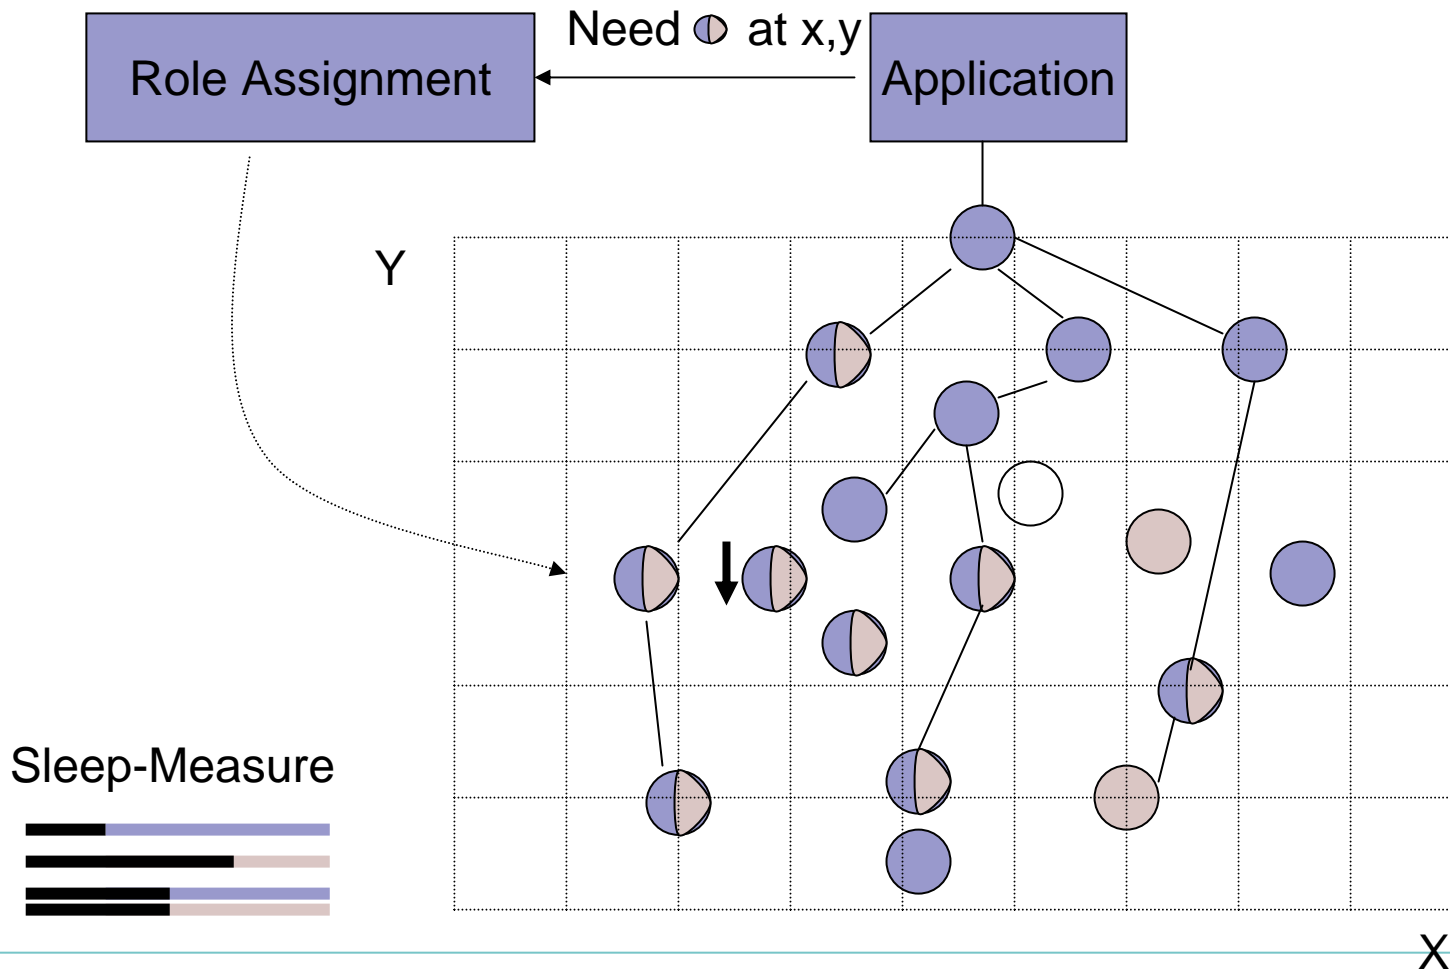 Need at x,y
Role Assignment
Application
Y
Sleep-Measure
X